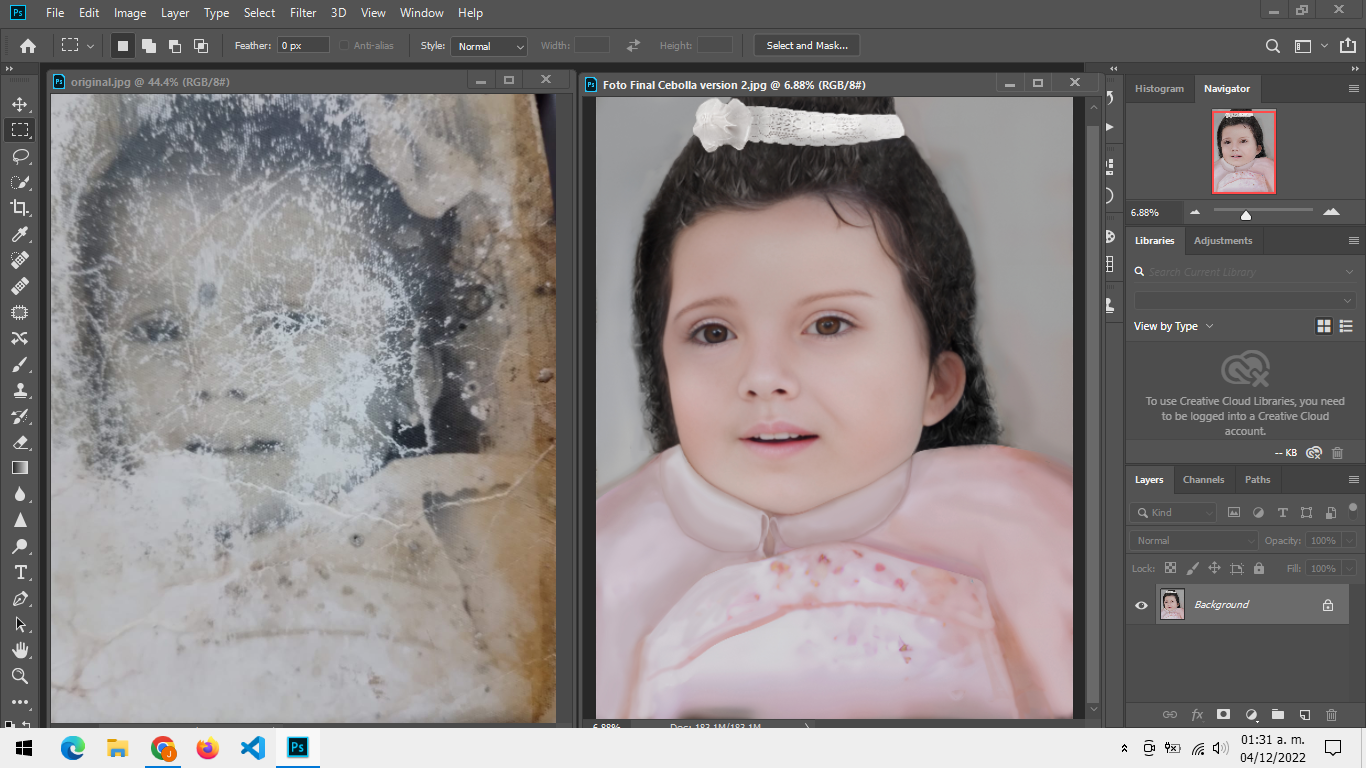 Ps File Edit Image Layer Type Select Filter 3D View Window Help
Feather: 0 px Anti-alias Style: Normal Width: Height: Select and Mask...
Ps original.jpg @ 44.4% (RGB/8#)
Ps Foto Final Cebolla version 2.jpg @ 6.88% (RGB/8#)
Histogram Navigator
6.88%
Libraries Adjustments
Search Current Library
View by Type
To use Creative Cloud Libraries, you need
to be logged into a Creative Cloud
account.
-- KB
Layers Channels Paths
Kind
Normal Opacity: 100%
Lock: Fill: 100%
Background
6.88% Doc: 183.1M/183.1M
J
Ps
01:31 a. m.
04/12/2022